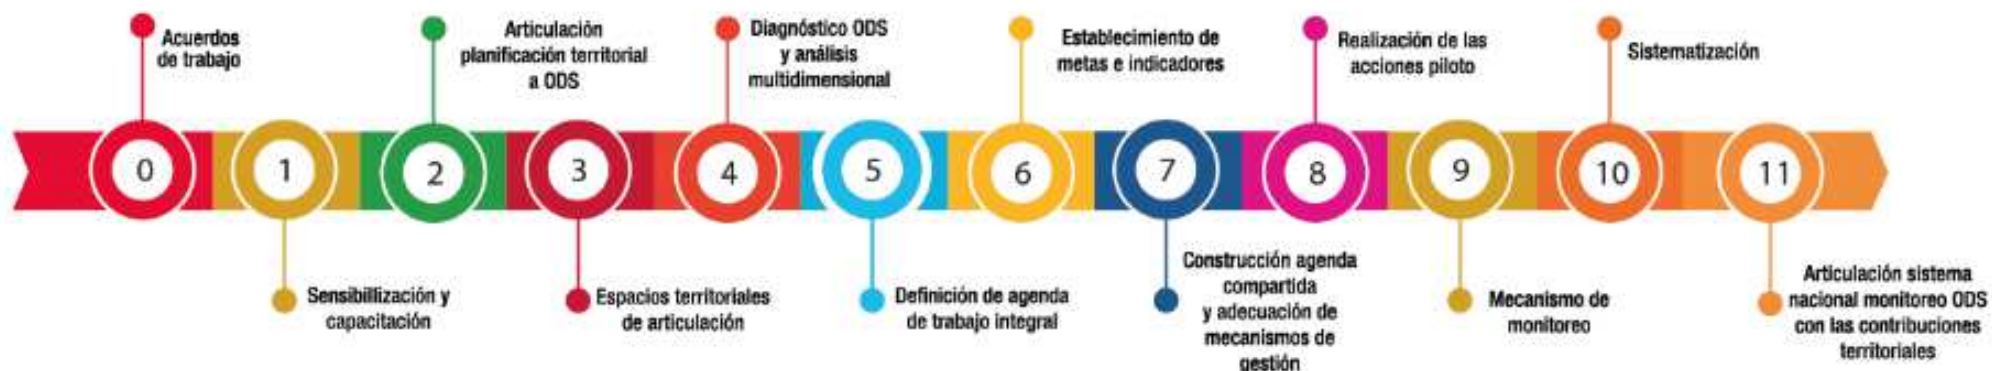 Acuerdos
de trabajo
Articulación
planificación territorial
a ODS
Diagnóstico ODS
y análisis
multidimensional
Establecimiento de
metas e indicadores
Realización de las
acciones piloto
Sistematización
0
1
2
3
4
5
6
7
8
9
10
11
Sensibillización y
capacitación
Espacios territoriales
de articulación
Definición de agenda
de trabajo integral
Construcción agenda
compartida
y adecuación de
mecanismos de
gestión
Mecanismo de
monitoreo
Articulación sistema
nacional monitoreo ODS
con las contribuciones
territoriales